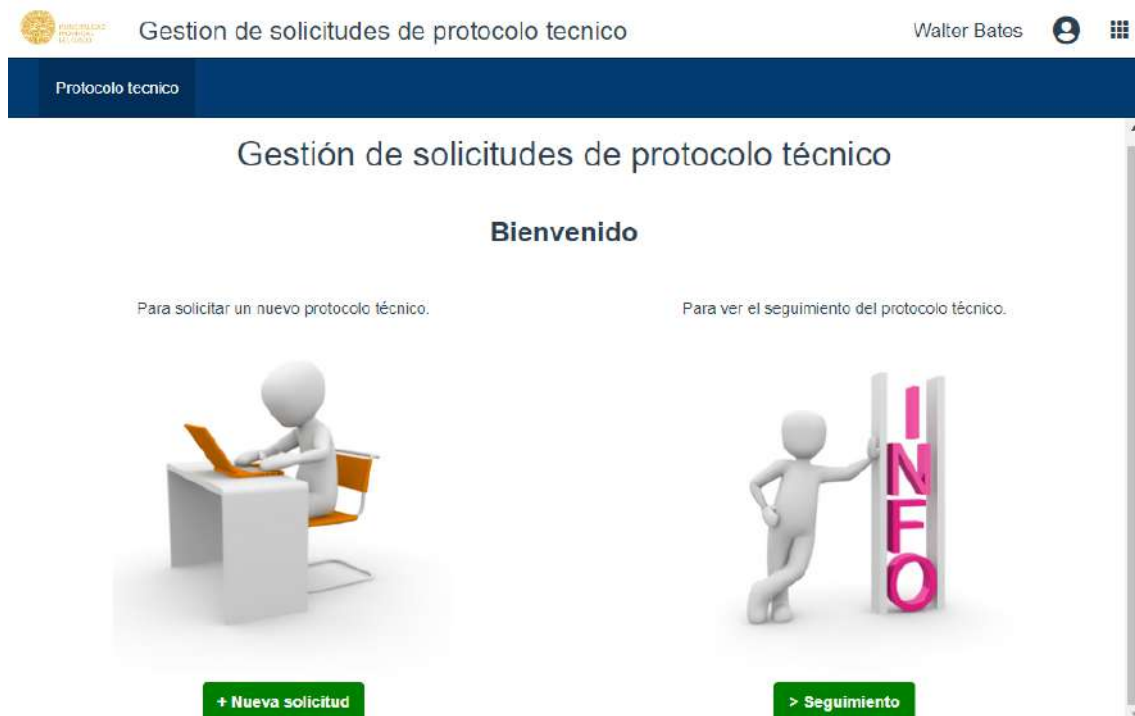 Gestion de solicitudes de protocolo tecnico
Walter Bates
Protocolo tecnico
Gestión de solicitudes de protocolo técnico
Bienvenido
Para solicitar un nuevo protocolo técnico.
Para ver el seguimiento del protocolo técnico.
INFO
+ Nueva solicitud
> Seguimiento